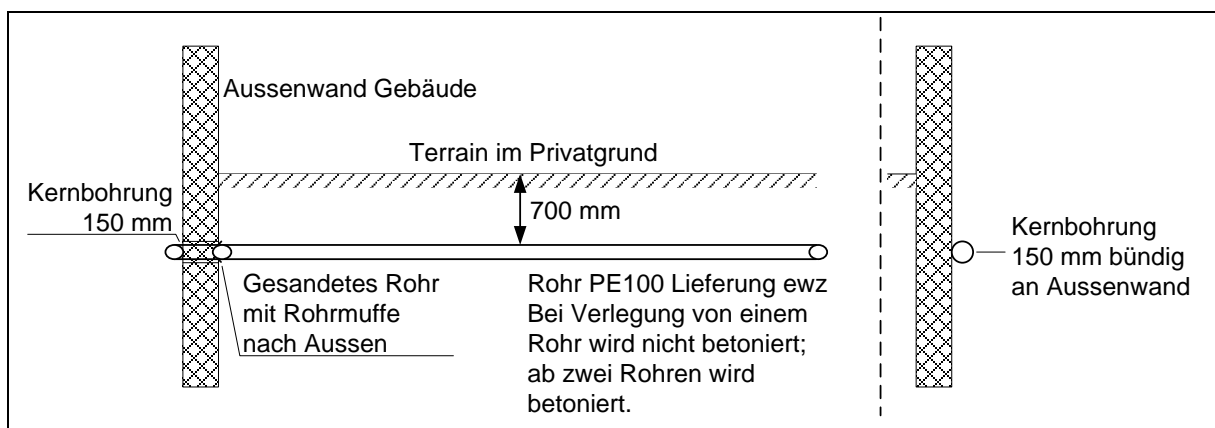 Aussenwand Gebäude
Terrain im Privatgrund
Kernbohrung
150 mm
700 mm
Gesandetes Rohr
mit Rohrmuffe
nach Aussen
Rohr PE100 Lieferung ewz
Bei Verlegung von einem
Rohr wird nicht betoniert;
ab zwei Rohren wird
betoniert.
Kernbohrung
150 mm bündig
an Aussenwand